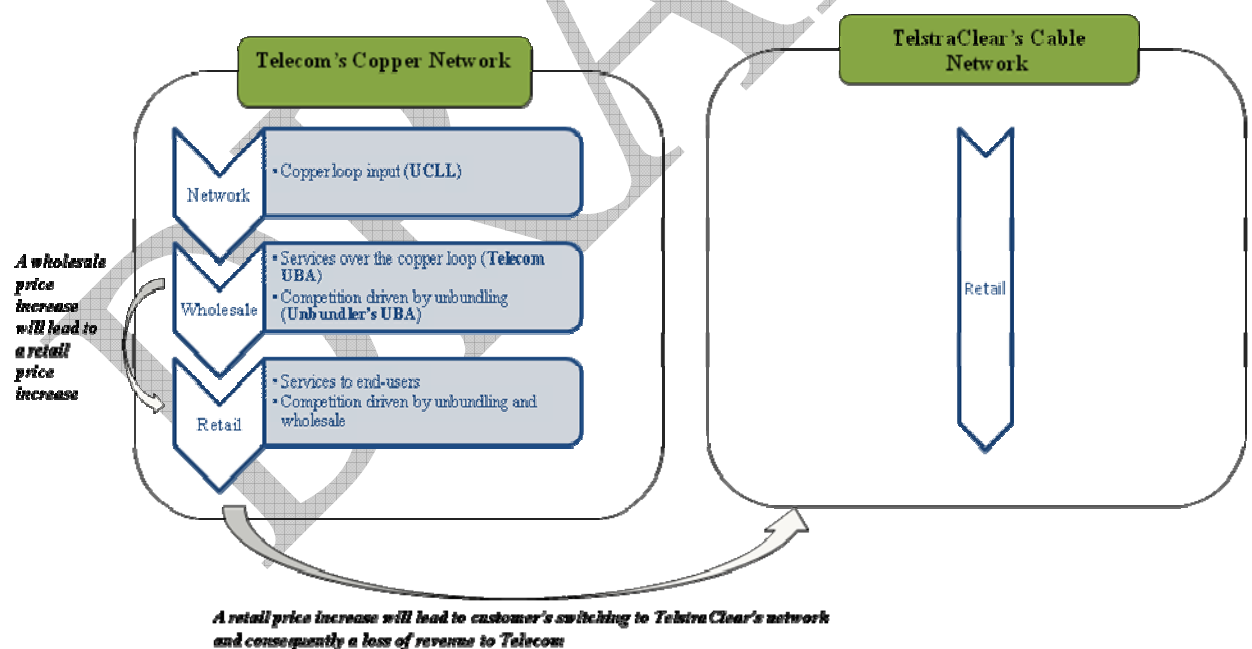 Telecom's Copper Network
Network
• Copper loop input (UCLL)
Wholesale
• Services over the copper loop (Telecom
UBA)
• Competition driven by unbundling
(Unbundler's UBA)
Retail
• Services to end-users
• Competition driven by unbundling and
wholesale
A wholesale
price
increase
will lead to
a retail
price
increase
TelstraClear's Cable
Network
Retail
A retail price increase will lead to customer's switching to TelstraClear's network
and consequently a loss of revenue to Telecom